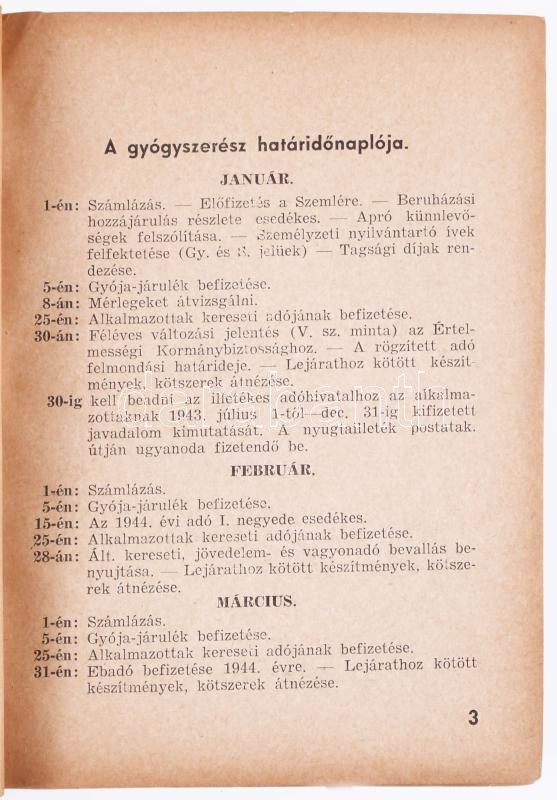 A gyógyszerész határidőnaplója.
JANUÁR.
1-én: Számlázás. — Előfizetés a Szemlére. — Beruházási
hozzájárulás részlete esedékes. — Apró künnlevő-
ségek felszólítása. — Személyzeti nyilvántartó ívek
felfektetése (Gy. és S. jelűek) — Tagsági díjak ren-
dezése.
5-én: Gyója-járulék befizetése.
8-án: Mérlegeket átvizsgálni.
25-én: Alkalmazottak kereseti adójának befizetése.
30-án: Féléves változási jelentés (V. sz. minta) az Értel-
mességi Kormánybiztossághoz. — A rögzített adó
felmondási határideje. — Lejárathoz kötött készít-
mények, kötszerek átnézése.
30-ig kell beadni az illetékes adóhivatalhoz az alkalma-
zottaknak 1943. július 1-től—dec. 31-ig kifizetett
javadalom kimutatását. A nyugtailleték postatak.
útján ugyanoda fizetendő be.
FEBRUÁR.
1-én: Számlázás.
5-én: Gyója-járulék befizetése.
15-én: Az 1944. évi adó I. negyede esedékes.
25-én: Alkalmazottak kereseti adójának befizetése.
28-án: Ált. kereseti, jövedelem- és vagyonadó bevallás be-
nyujtása. — Lejárathoz kötött készítmények, kötsze-
rek átnézése.
MÁRCIUS.
1-én: Számlázás.
5-én: Gyója-járulék befizetése.
25-én: Alkalmazottak kereseti adójának befizetése.
31-én: Ebadó befizetése 1944. évre. — Lejárathoz kötött
készítmények, kötszerek átnézése.
3